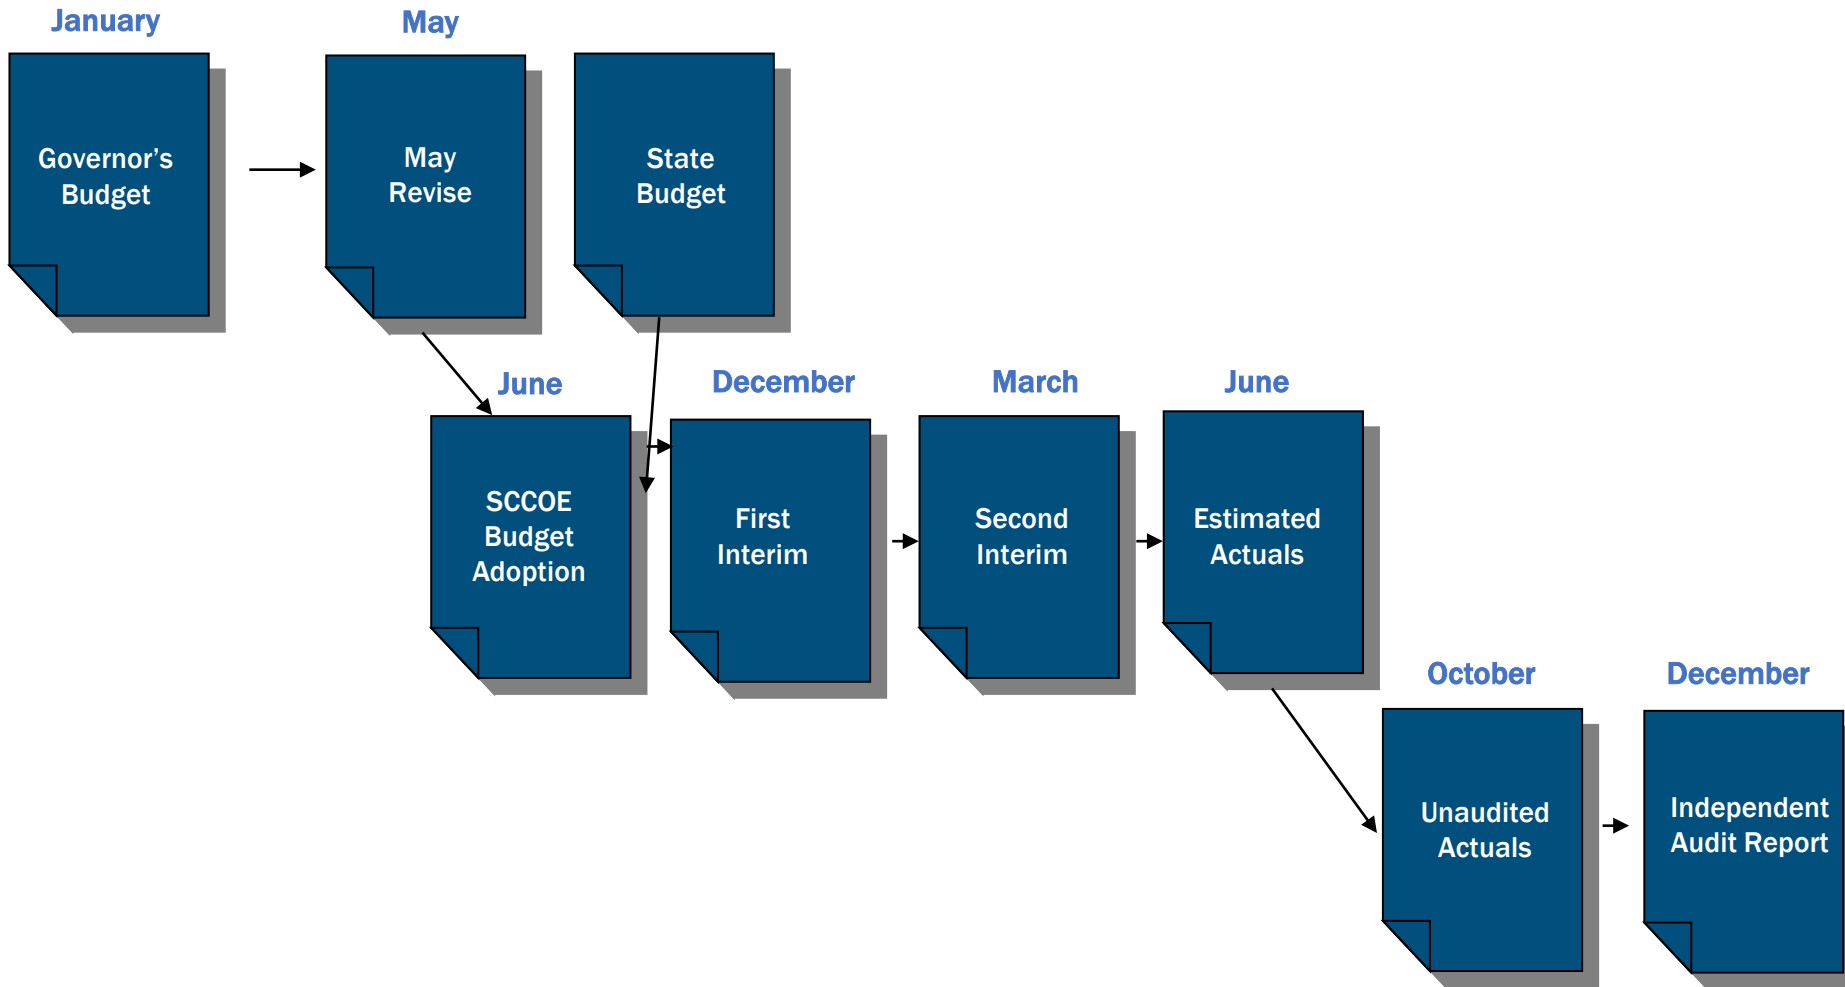 January
May
Governor’s
Budget
May
Revise
State
Budget
June
December
March
June
SCCOE
Budget
Adoption
First
Interim
Second
Interim
Estimated
Actuals
October
December
Unaudited
Actuals
Independent
Audit Report